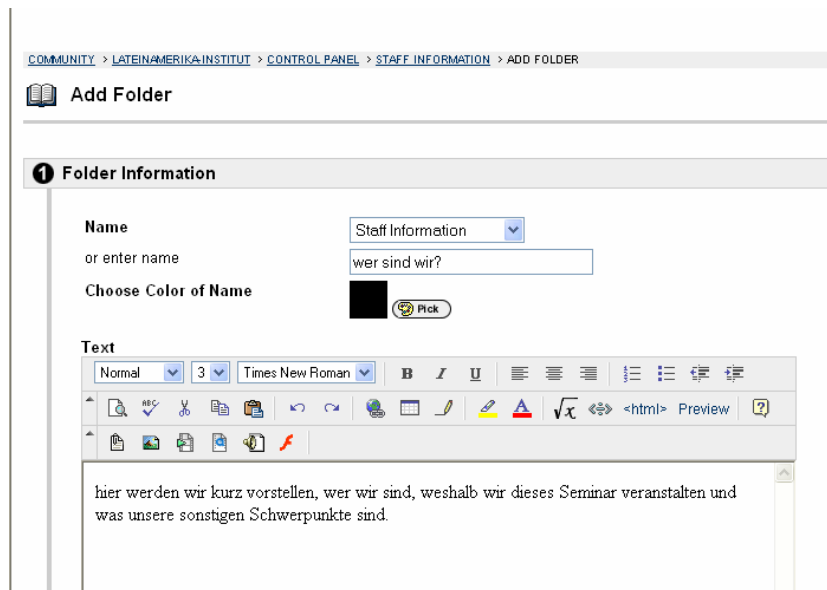 COMMUNITY > LATEINAMERIKA-INSTITUT > CONTROL PANEL > STAFF INFORMATION > ADD FOLDER
Add Folder
1 Folder Information
Name Staff Information
or enter name wer sind wir?
Choose Color of Name Pick
Text
Normal 3 Times New Roman B I U
ABC √x <html> Preview ?
hier werden wir kurz vorstellen, wer wir sind, weshalb wir dieses Seminar veranstalten und
was unsere sonstigen Schwerpunkte sind.